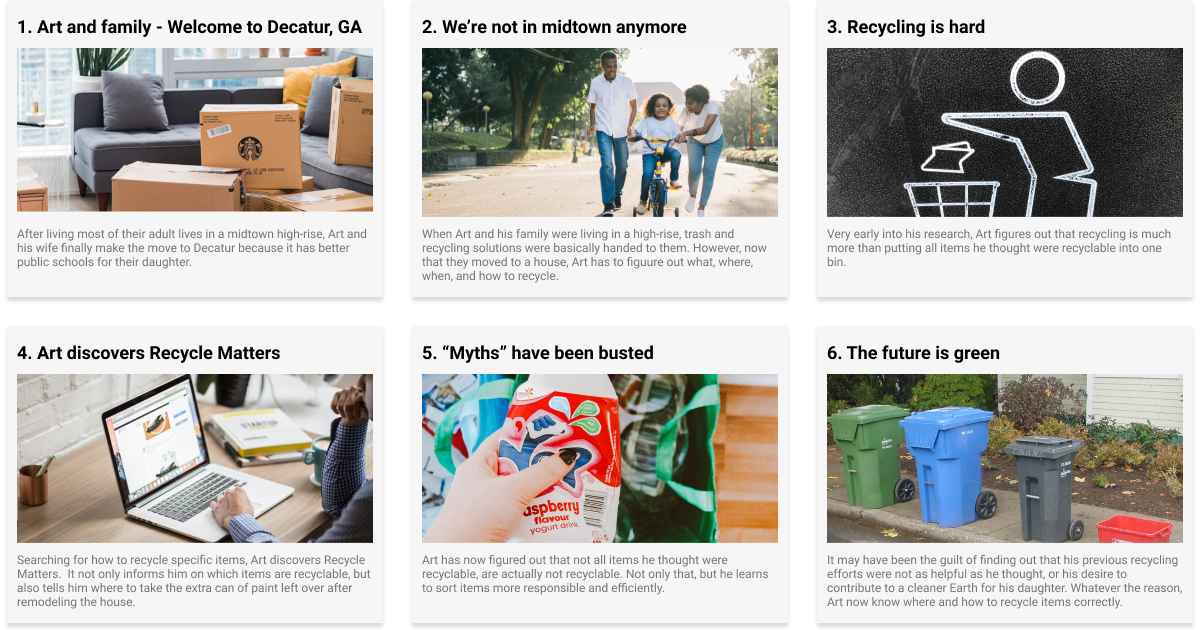 1. Art and family - Welcome to Decatur, GA
After living most of their adult lives in a midtown high-rise, Art and
his wife finally make the move to Decatur because it has better
public schools for their daughter.
2. We’re not in midtown anymore
When Art and his family were living in a high-rise, trash and
recycling solutions were basically handed to them. However, now
that they moved to a house, Art has to figuure out what, where,
when, and how to recycle.
3. Recycling is hard
Very early into his research, Art figures out that recycling is much
more than putting all items he thought were recyclable into one
bin.
4. Art discovers Recycle Matters
STARTUP
Searching for how to recycle specific items, Art discovers Recycle
Matters.  It not only informs him on which items are recyclable, but
also tells him where to take the extra can of paint left over after
remodeling the house.
5. “Myths” have been busted
aspberry
flavour
yogurt drink.
Art has now figured out that not all items he thought were
recyclable, are actually not recyclable. Not only that, but he learns
to sort items more responsible and efficiently.
6. The future is green
It may have been the guilt of finding out that his previous recycling
efforts were not as helpful as he thought, or his desire to
contribute to a cleaner Earth for his daughter. Whatever the reason,
Art now know where and how to recycle items correctly.